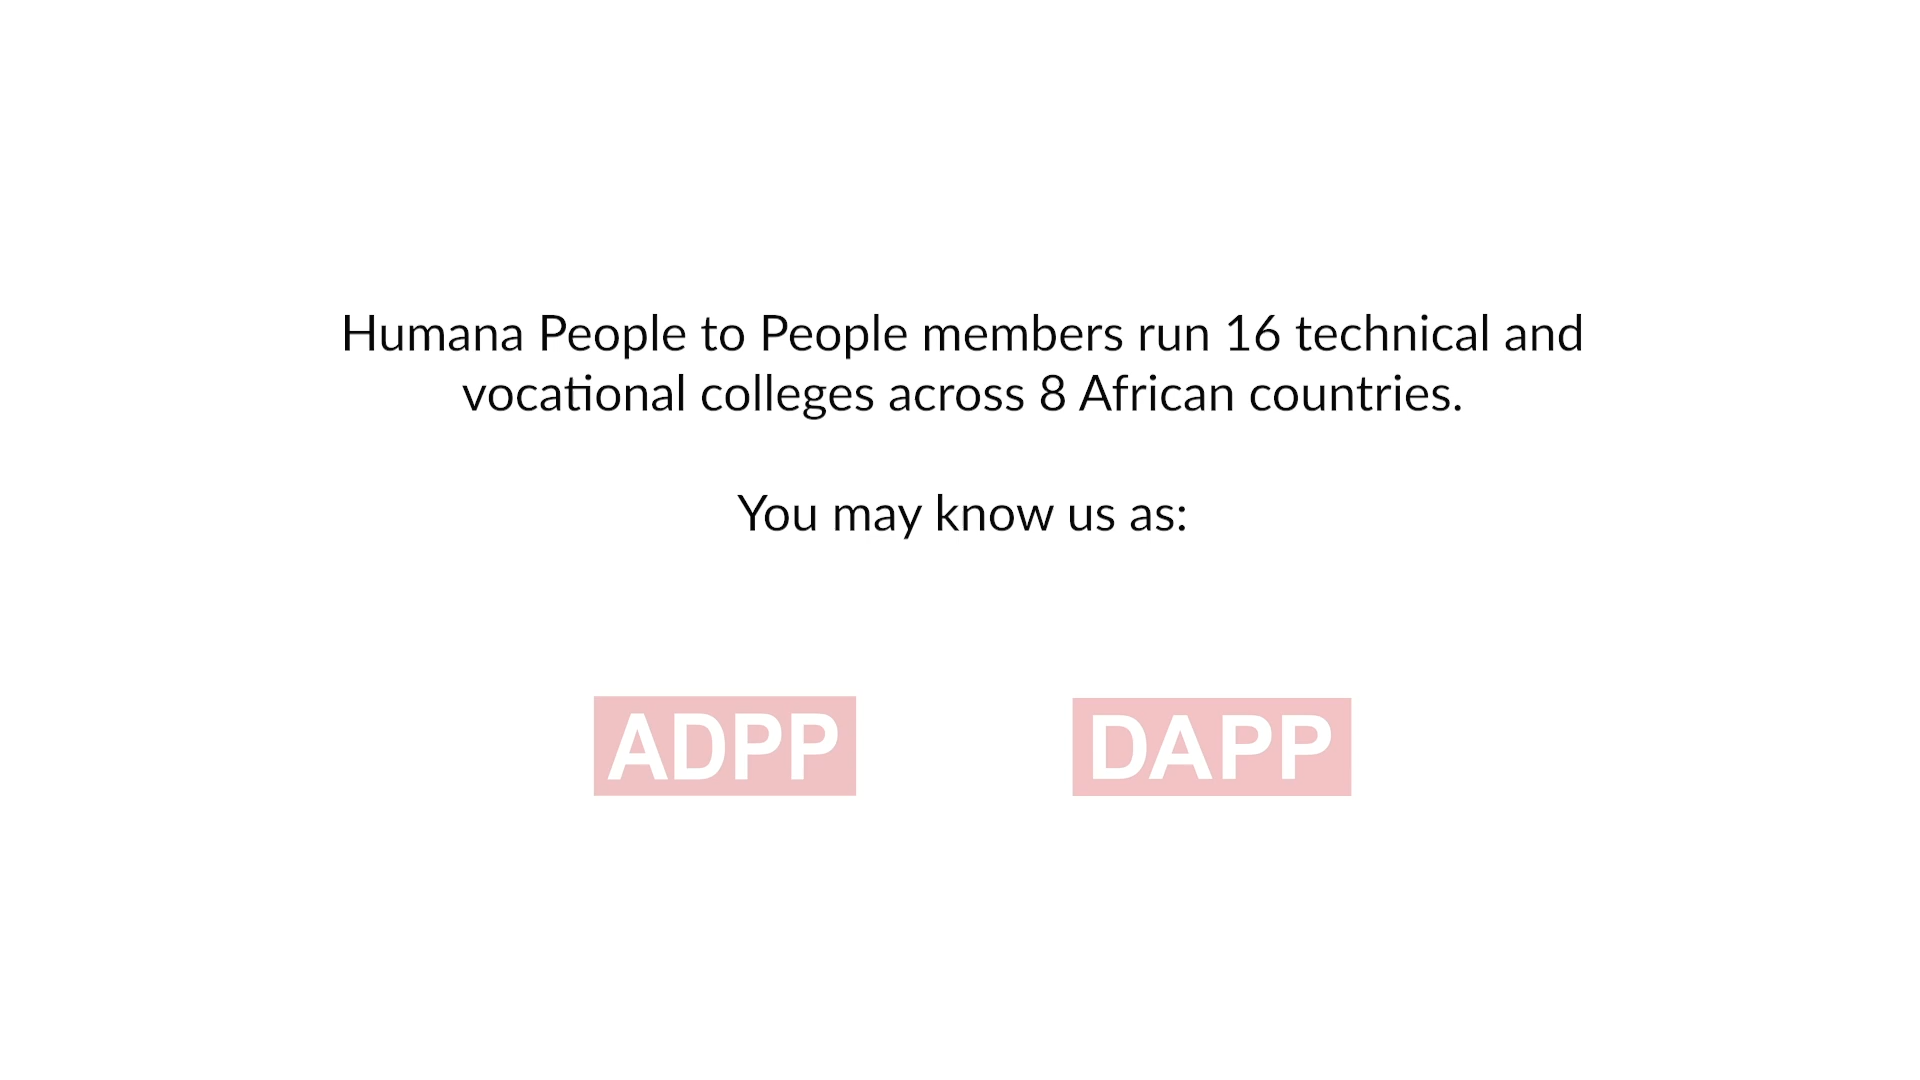 Humana People to People members run 16 technical and
vocational colleges across 8 African countries.
You may know us as:
ADPP DAPP